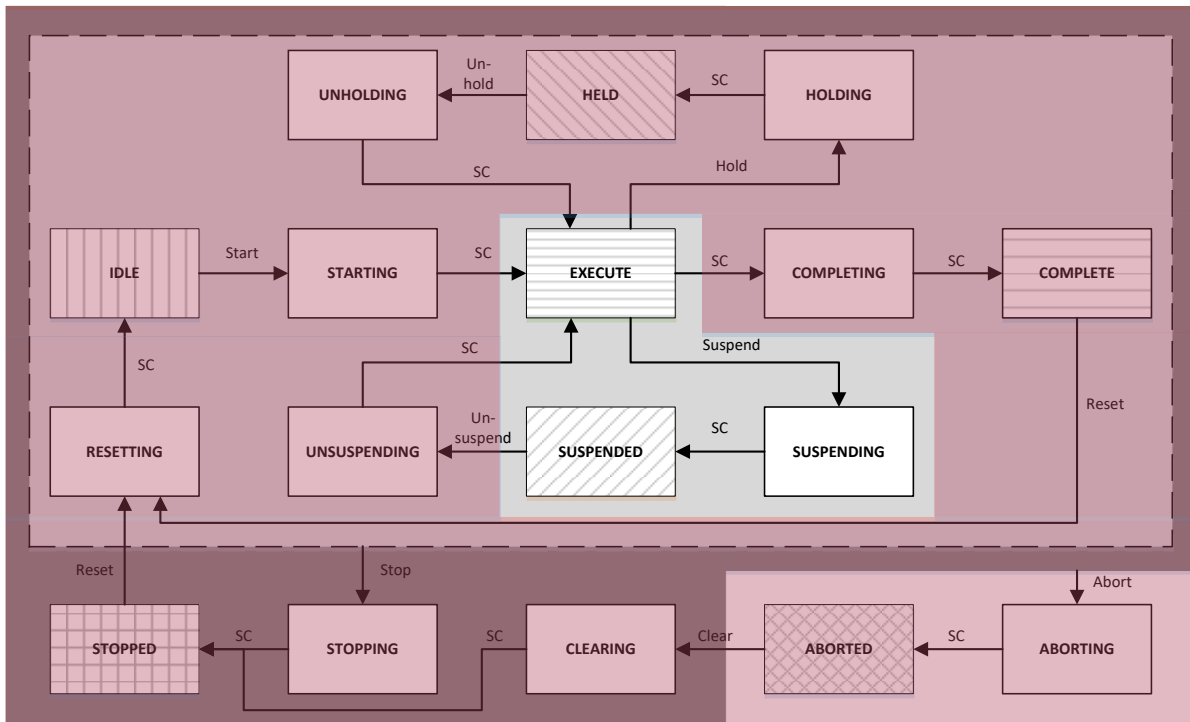 Un-
hold
SC
UNHOLDING
HELD
HOLDING
SC
Hold
Start
SC
SC
SC
IDLE
STARTING
EXECUTE
COMPLETING
COMPLETE
SC
Suspend
SC
Reset
Un-
suspend
SC
RESETTING
UNSUSPENDING
SUSPENDED
SUSPENDING
Reset
Stop
Abort
SC
SC
Clear
SC
STOPPED
STOPPING
CLEARING
ABORTED
ABORTING